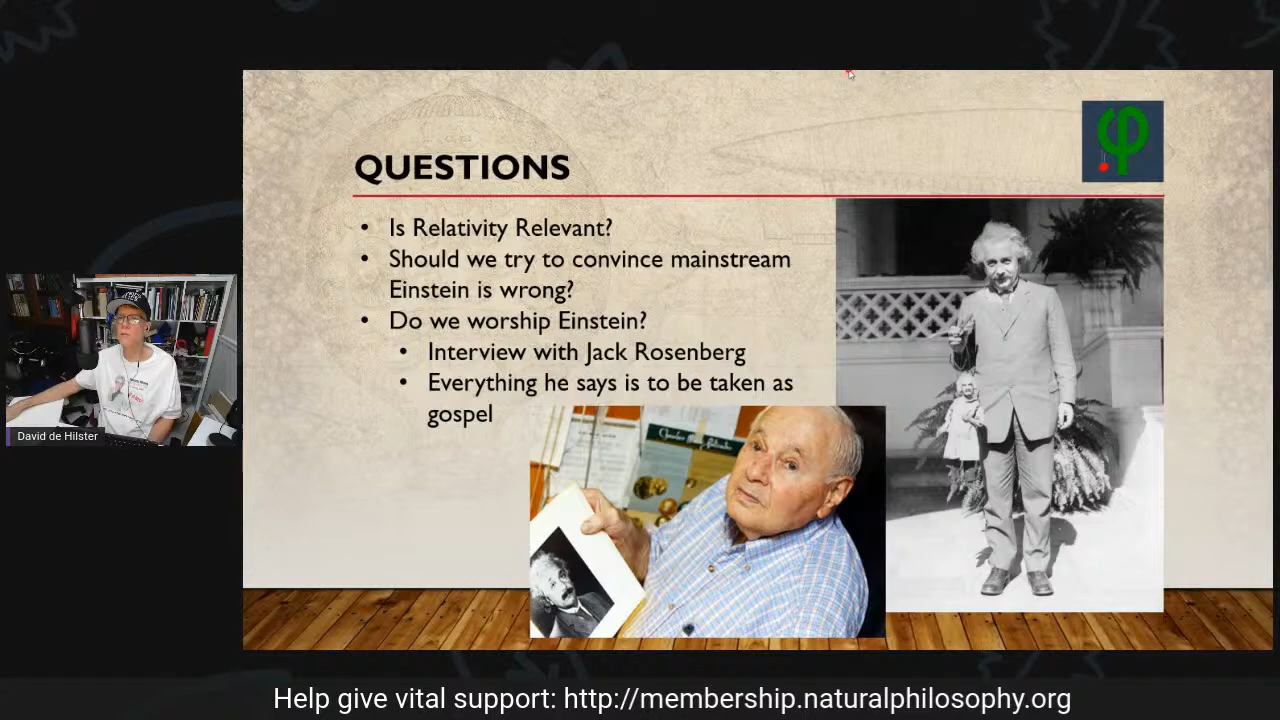 QUESTIONS
• Is Relativity Relevant?
• Should we try to convince mainstream
Einstein is wrong?
• Do we worship Einstein?
• Interview with Jack Rosenberg
• Everything he says is to be taken as
gospel
David de Hilster
Help give vital support: http://membership.naturalphilosophy.org